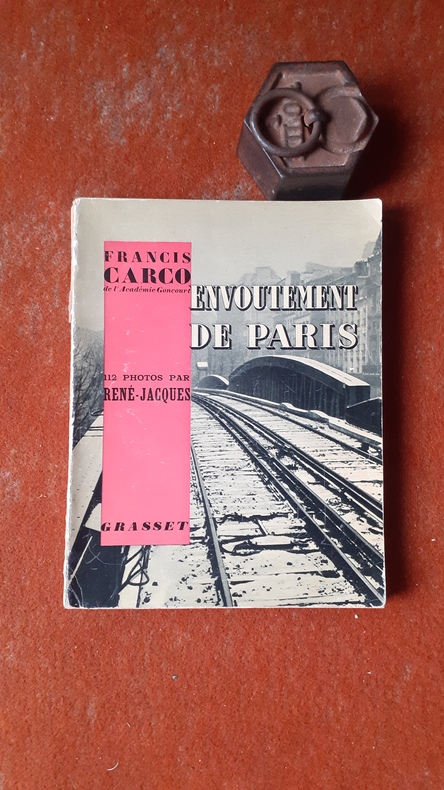 FRANCIS
CARCO
de l'Académie Goncourt
ENVOUTEMENT
DE PARIS
112 PHOTOS PAR
RENÉ-JACQUES
GRASSET